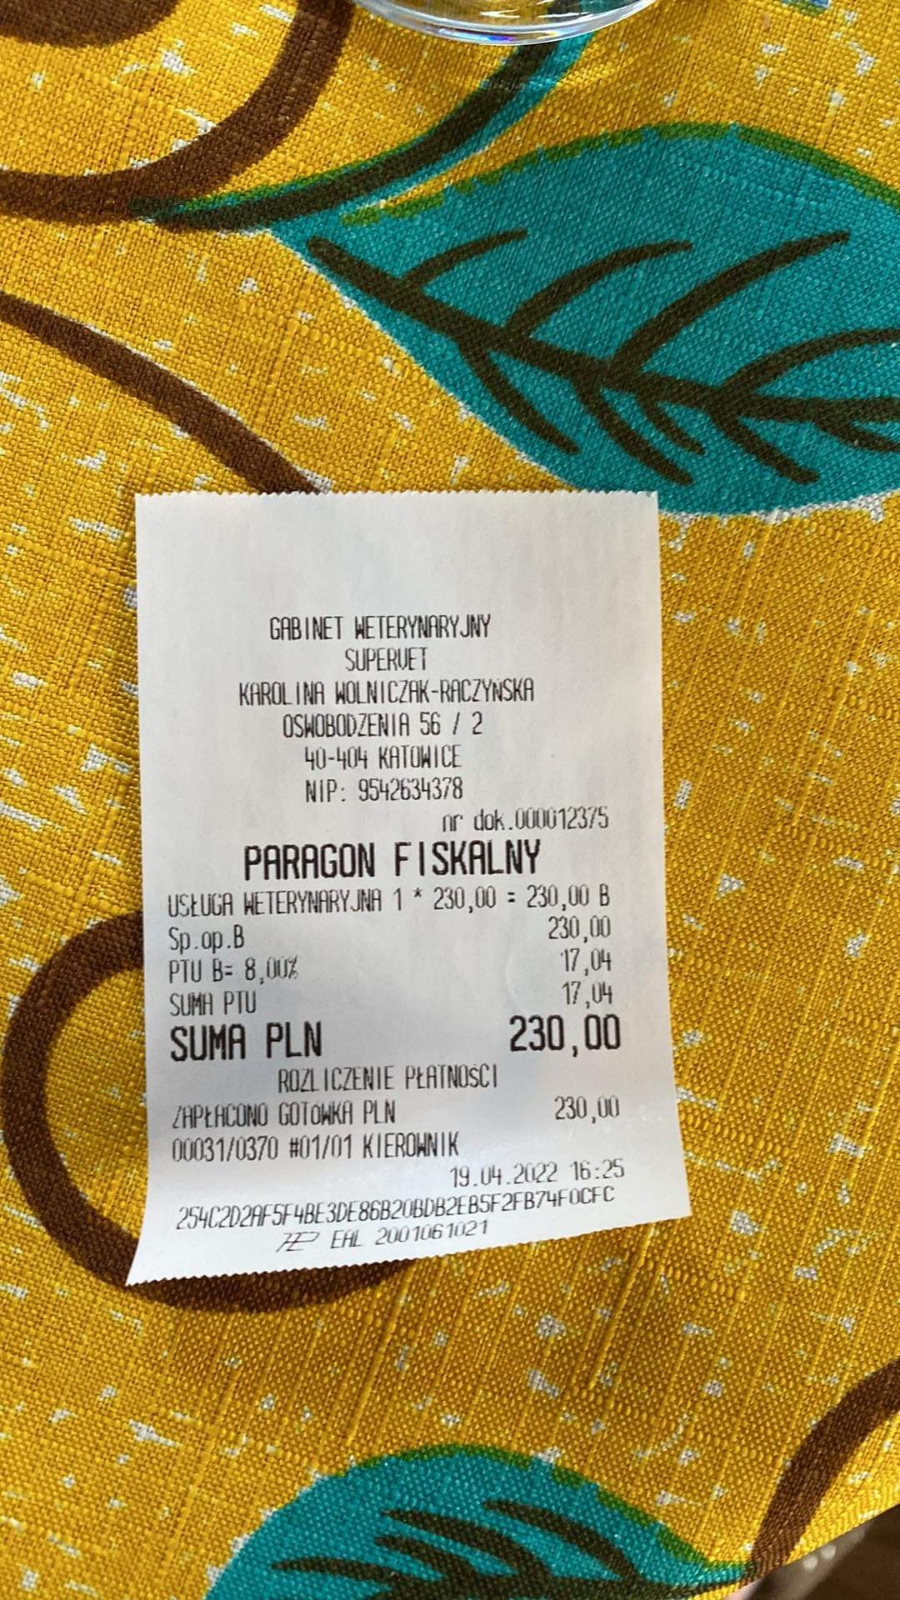 GABINET WETERYNARYJNY
SUPERVET
KAROLINA WOLNICZAK-RACZYŃSKA
OSWOBODZENIA 56 / 2
40-404 KATOWICE
NIP: 9542634378
nr dok.000012375
PARAGON FISKALNY
USŁUGA WETERYNARYJNA 1 * 230,00 = 230,00 B
Sp.op.B 230,00
PTU B= 8,00% 17,04
SUMA PTU 17,04
SUMA PLN 230,00
ROZLICZENIE PŁATNOŚCI
ZAPŁACONO GOTÓWKA PLN 230,00
00031/0370 #01/01 KIEROWNIK
19.04.2022 16:25
254C2D2AF5F4BE3DE86B20BDB2EB5F2FB74F0CFC
EAL 2001061021